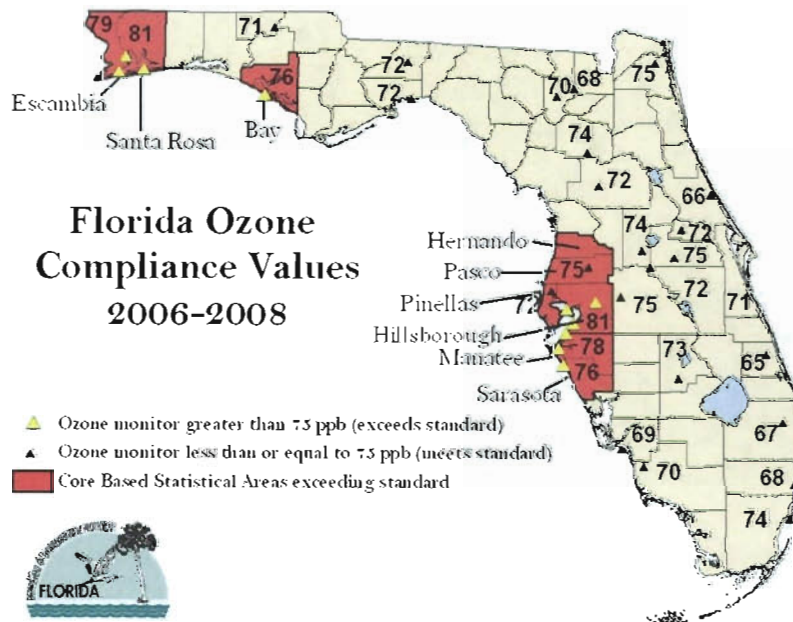 79
81
71
76
72
72
70 68
75
Escambia
Santa Rosa
Bay
74
72
66
Florida Ozone
Compliance Values
2006-2008
Hernando
Pasco
Pinellas
Hillsborough
Manatee
Sarasota
75
72
81
78
76
74
72
75
75
72
71
73
65
69
70
67
68
74
Ozone monitor greater than 75 ppb (exceeds standard)
Ozone monitor less than or equal to 75 ppb (meets standard)
Core Based Statistical Areas exceeding standard
FLORIDA